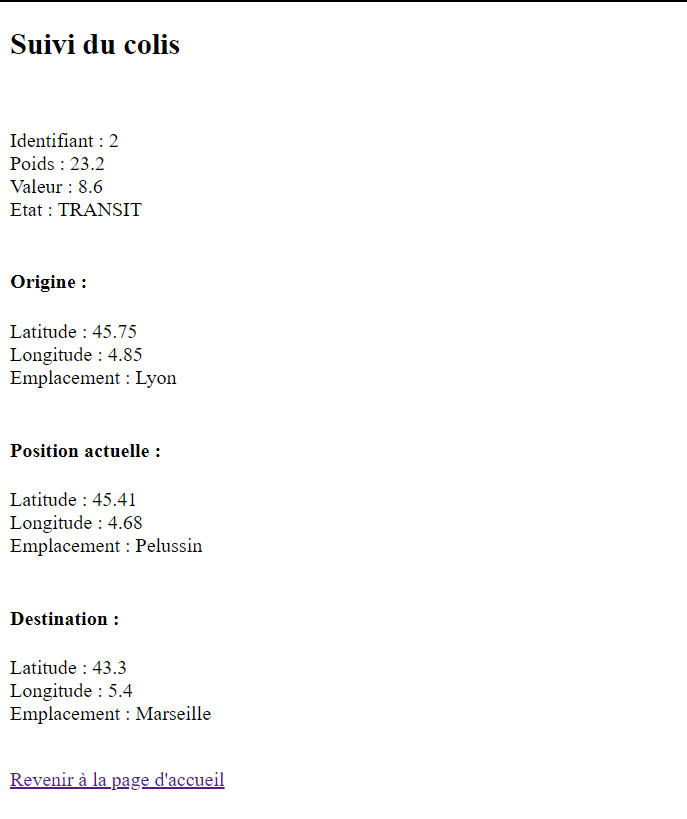 Suivi du colis
Identifiant : 2
Poids : 23.2
Valeur : 8.6
Etat : TRANSIT
Origine :
Latitude : 45.75
Longitude : 4.85
Emplacement : Lyon
Position actuelle :
Latitude : 45.41
Longitude : 4.68
Emplacement : Pelussin
Destination :
Latitude : 43.3
Longitude : 5.4
Emplacement : Marseille
Revenir à la page d'accueil